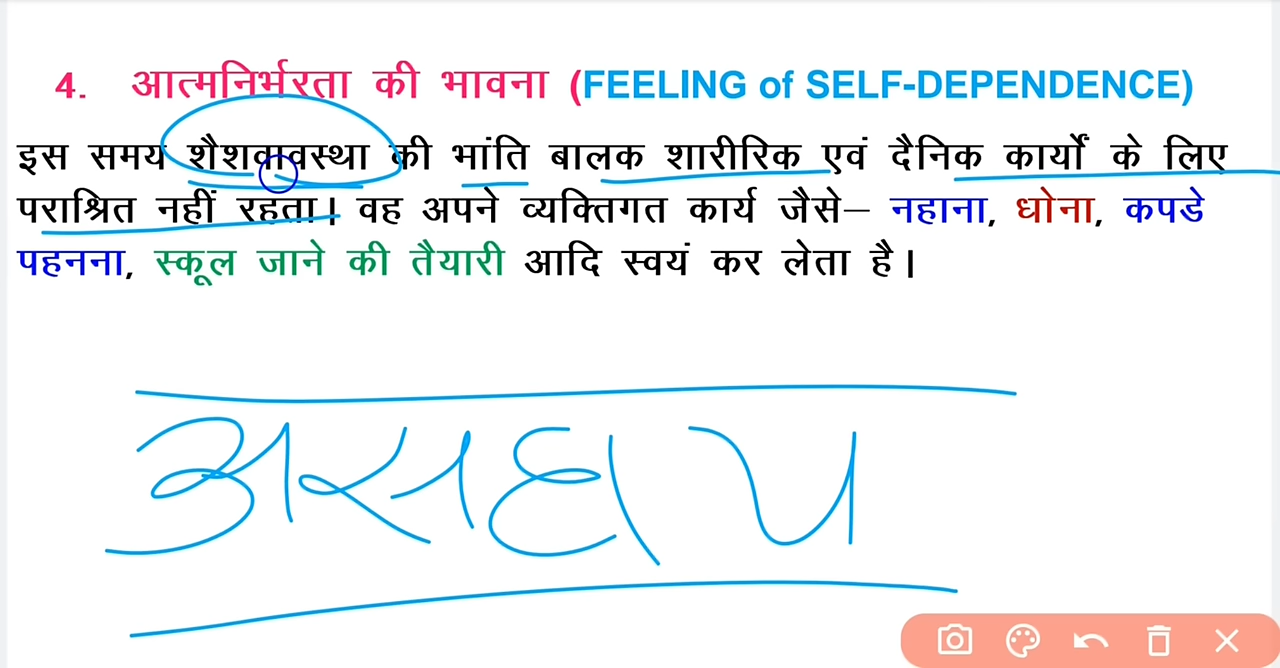 4. आत्मनिर्भरता की भावना (FEELING of SELF-DEPENDENCE)
इस समय शैशवावस्था की भांति बालक शारीरिक एवं दैनिक कार्यों के लिए
पराश्रित नहीं रहता। वह अपने व्यक्तिगत कार्य जैसे– नहाना, धोना, कपडे
पहनना, स्कूल जाने की तैयारी आदि स्वयं कर लेता है।
असहाय